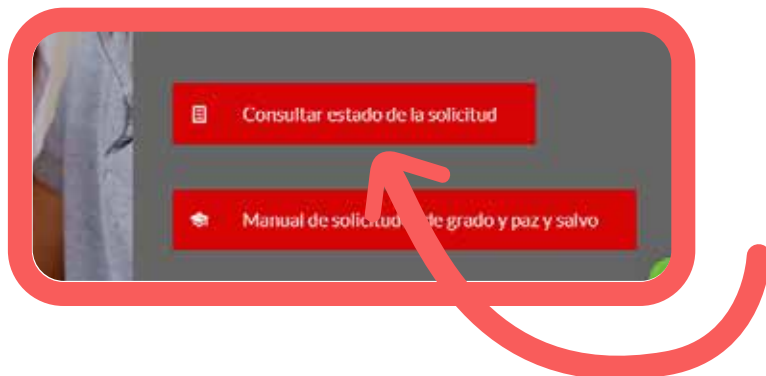 Consultar estado de la solicitud
Manual de solicitud de grado y paz y salvo